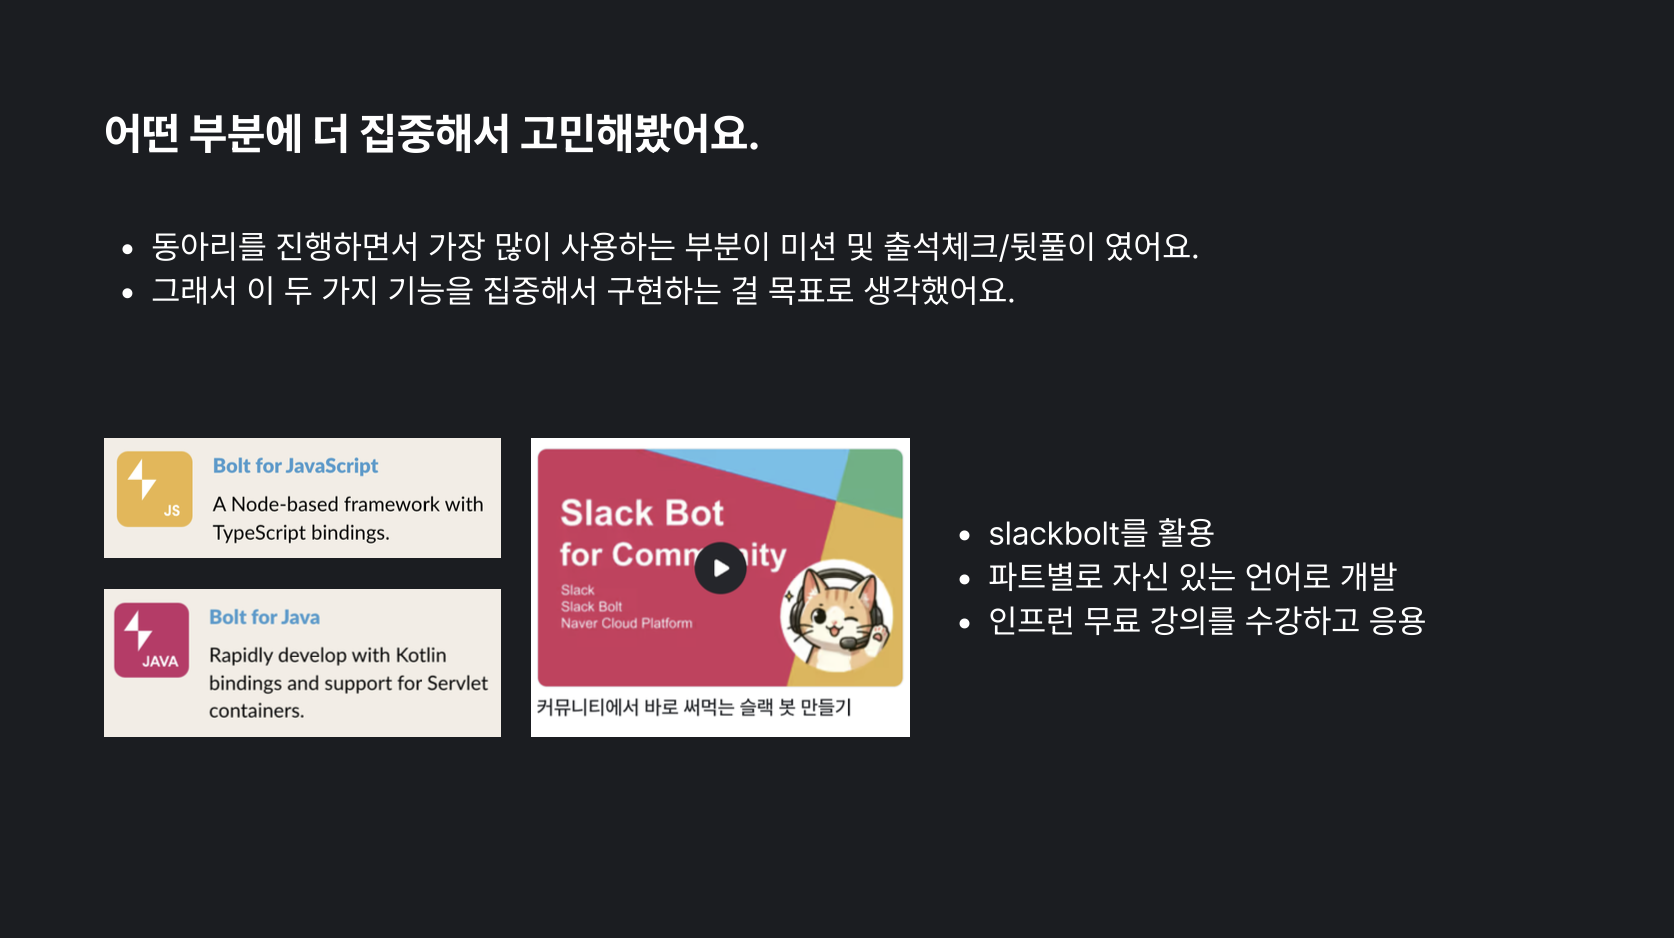 어떤 부분에 더 집중해서 고민해봤어요.
동아리를 진행하면서 가장 많이 사용하는 부분이 미션 및 출석체크/뒷풀이 였어요.
그래서 이 두 가지 기능을 집중해서 구현하는 걸 목표로 생각했어요.
JS
Bolt for JavaScript
A Node-based framework with
TypeScript bindings.
JAVA
Bolt for Java
Rapidly develop with Kotlin
bindings and support for Servlet
containers.
Slack Bot
for Community
Slack
Slack Bolt
Naver Cloud Platform
커뮤니티에서 바로 써먹는 슬랙 봇 만들기
slackbolt를 활용
파트별로 자신 있는 언어로 개발
인프런 무료 강의를 수강하고 응용